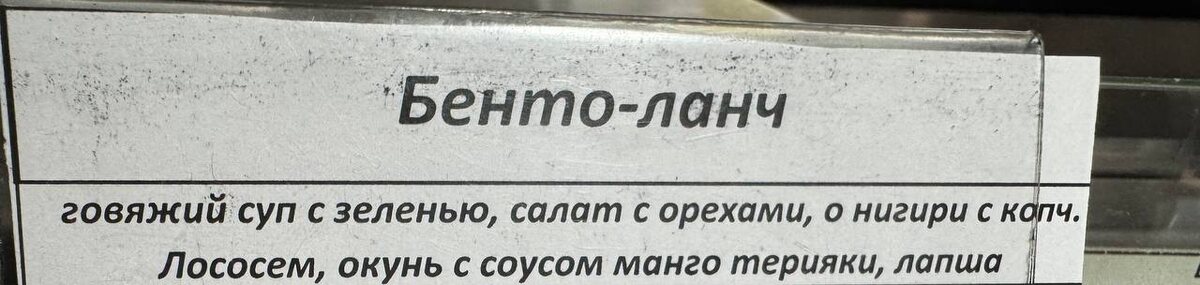 Бенто-ланч
говяжий суп с зеленью, салат с орехами, о нигири с копч.
Лососем, окунь с соусом манго терияки, лапша